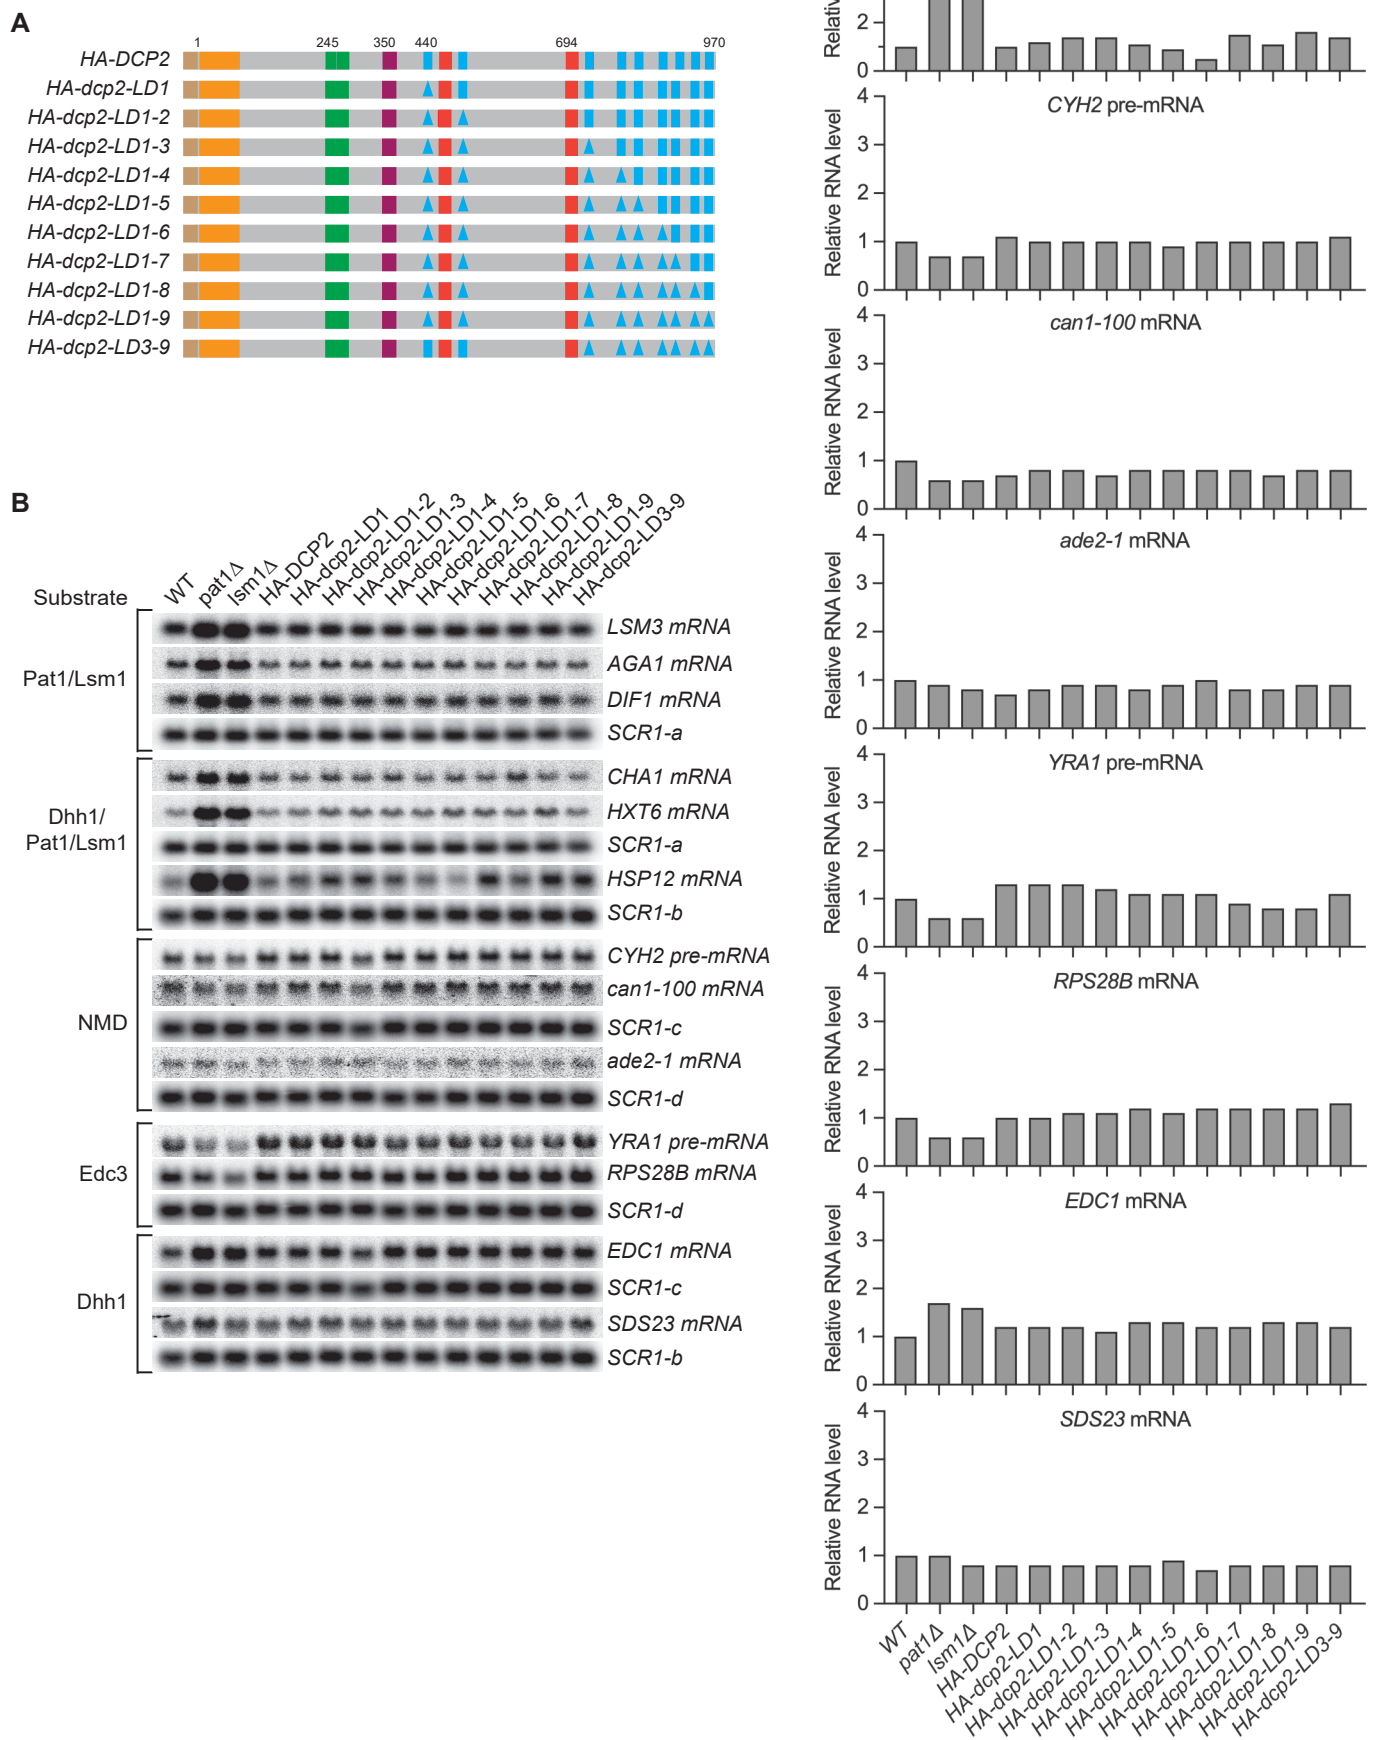 A
1 245 350 440 694 970
HA-DCP2
HA-dcp2-LD1
HA-dcp2-LD1-2
HA-dcp2-LD1-3
HA-dcp2-LD1-4
HA-dcp2-LD1-5
HA-dcp2-LD1-6
HA-dcp2-LD1-7
HA-dcp2-LD1-8
HA-dcp2-LD1-9
HA-dcp2-LD3-9
B
Substrate
WT
pat1Δ
lsm1Δ
HA-DCP2
HA-dcp2-LD1
HA-dcp2-LD1-2
HA-dcp2-LD1-3
HA-dcp2-LD1-4
HA-dcp2-LD1-5
HA-dcp2-LD1-6
HA-dcp2-LD1-7
HA-dcp2-LD1-8
HA-dcp2-LD1-9
HA-dcp2-LD3-9
Pat1/Lsm1
LSM3 mRNA
AGA1 mRNA
DIF1 mRNA
SCR1-a
Dhh1/
Pat1/Lsm1
CHA1 mRNA
HXT6 mRNA
SCR1-a
HSP12 mRNA
SCR1-b
NMD
CYH2 pre-mRNA
can1-100 mRNA
SCR1-c
ade2-1 mRNA
SCR1-d
Edc3
YRA1 pre-mRNA
RPS28B mRNA
SCR1-d
Dhh1
EDC1 mRNA
SCR1-c
SDS23 mRNA
SCR1-b
Relative
2
0
CYH2 pre-mRNA
Relative RNA level
4
3
2
1
0
can1-100 mRNA
Relative RNA level
4
3
2
1
0
ade2-1 mRNA
Relative RNA level
4
3
2
1
0
YRA1 pre-mRNA
Relative RNA level
4
3
2
1
0
RPS28B mRNA
Relative RNA level
4
3
2
1
0
EDC1 mRNA
Relative RNA level
4
3
2
1
0
SDS23 mRNA
Relative RNA level
4
3
2
1
0
WT
pat1Δ
lsm1Δ
HA-DCP2
HA-dcp2-LD1
HA-dcp2-LD1-2
HA-dcp2-LD1-3
HA-dcp2-LD1-4
HA-dcp2-LD1-5
HA-dcp2-LD1-6
HA-dcp2-LD1-7
HA-dcp2-LD1-8
HA-dcp2-LD1-9
HA-dcp2-LD3-9